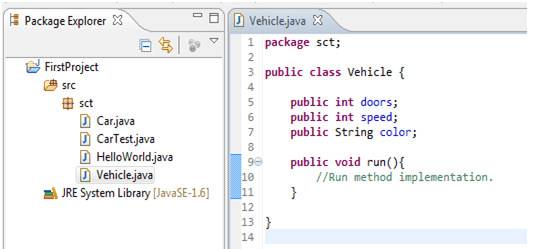 Package Explorer
FirstProject
src
sct
Car.java
CarTest.java
HelloWorld.java
Vehicle.java
JRE System Library [JavaSE-1.6]
Vehicle.java
1 package sct;
2
3 public class Vehicle {
4
5 public int doors;
6 public int speed;
7 public String color;
8
9 public void run(){
10 //Run method implementation.
11 }
12
13 }
14